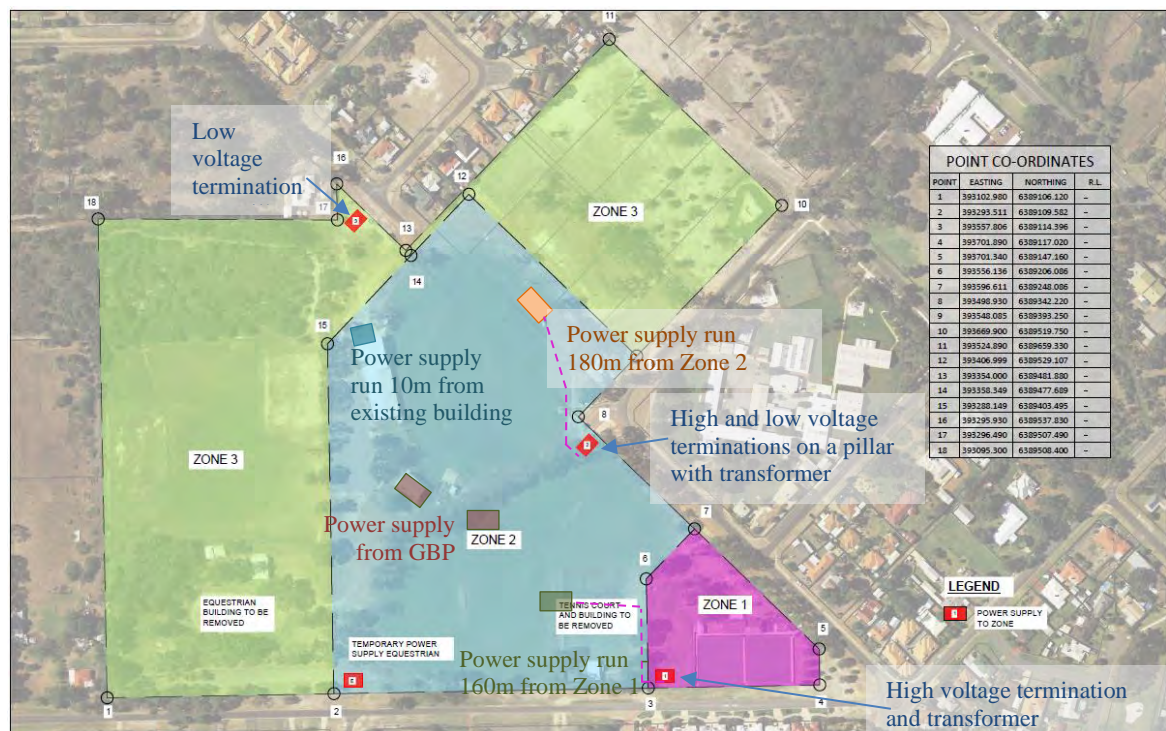 11
Low
voltage
termination
16
12
18
17
ZONE 3
10
13
14
15
POINT CO-ORDINATES
POINT EASTING NORTHING R.L.
1 393102.980 6389106.120 –
2 393293.511 6389109.582 –
3 393557.806 6389114.396 –
4 393701.890 6389117.020 –
5 393701.340 6389147.160 –
6 393556.136 6389206.086 –
7 393596.611 6389248.086 –
8 393498.930 6389342.220 –
9 393548.085 6389393.250 –
10 393669.900 6389519.750 –
11 393524.890 6389659.330 –
12 393406.999 6389529.107 –
13 393354.000 6389481.880 –
14 393358.349 6389477.689 –
15 393288.149 6389403.495 –
16 393295.930 6389537.830 –
17 393296.490 6389507.490 –
18 393095.300 6389508.400 –
Power supply run
180m from Zone 2
Power supply
run 10m from
existing building
8
High and low voltage
terminations on a pillar
with transformer
ZONE 3
Power supply
from GBP
ZONE 2
7
6
ZONE 1
LEGEND
POWER SUPPLY
TO ZONE
EQUESTRIAN
BUILDING TO BE
REMOVED
TENNIS COURT
AND BUILDING TO
BE REMOVED
5
TEMPORARY POWER
SUPPLY EQUESTRIAN
Power supply run
160m from Zone 1
High voltage termination
and transformer
1
2
3
4